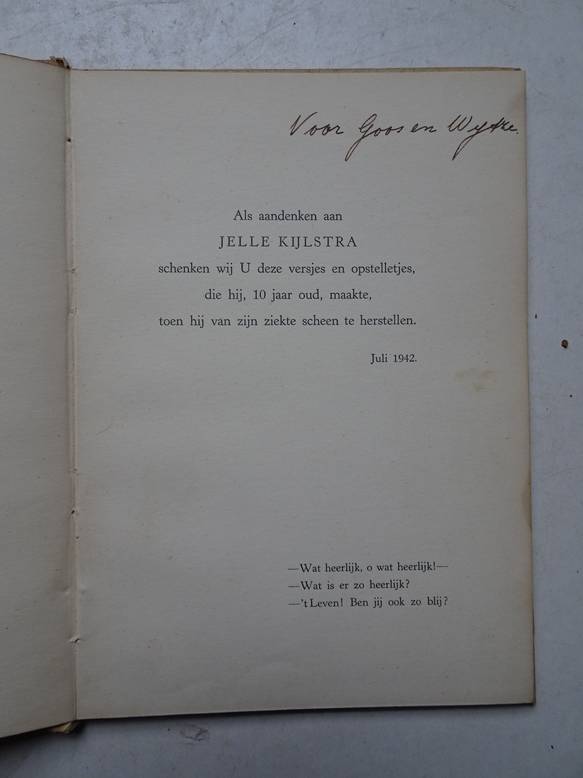 Voor Goos en Wytze.
Als aandenken aan
JELLE KIJLSTRA
schenken wij U deze versjes en opstelletjes,
die hij, 10 jaar oud, maakte,
toen hij van zijn ziekte scheen te herstellen.
Juli 1942.
—Wat heerlijk, o wat heerlijk!—
—Wat is er zo heerlijk?
—'t Leven! Ben jij ook zo blij?